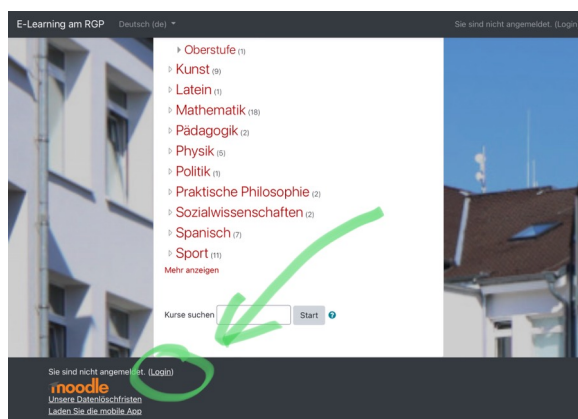 E-Learning am RGP Deutsch (de) Sie sind nicht angemeldet. (Login
Oberstufe (1)
Kunst (9)
Latein (1)
Mathematik (18)
Pädagogik (2)
Physik (5)
Politik (1)
Praktische Philosophie (2)
Sozialwissenschaften (2)
Spanisch (7)
Sport (11)
Mehr anzeigen
Kurse suchen Start ?
Sie sind nicht angemeldet. (Login)
moodle
Unsere Datenlöschfristen
Laden Sie die mobile App